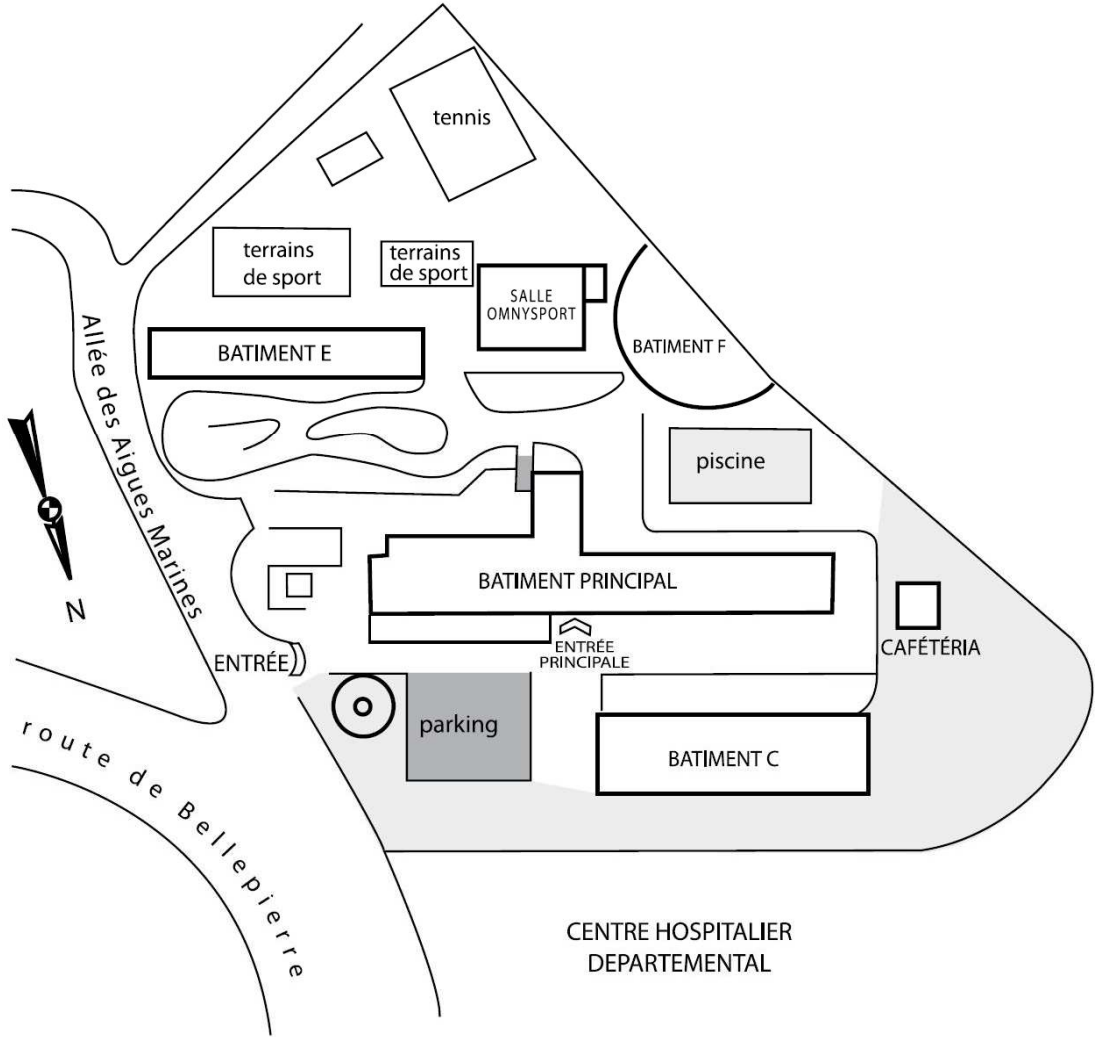 tennis
terrains
de sport
terrains
de sport
SALLE
OMNYSPORT
BATIMENT E
BATIMENT F
Allée des Aigues Marines
piscine
N
BATIMENT PRINCIPAL
ENTRÉE
PRINCIPALE
CAFÉTÉRIA
ENTRÉE
parking
BATIMENT C
route de Bellepierre
CENTRE HOSPITALIER
DEPARTEMENTAL